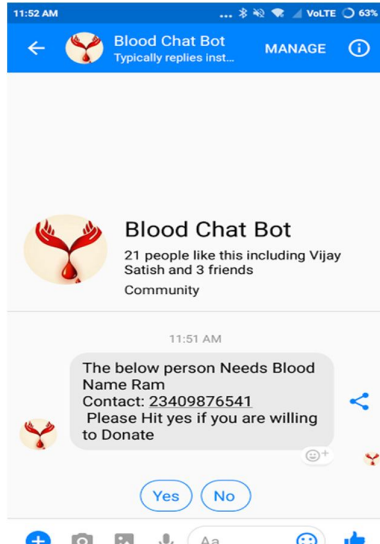 11:52 AM ... VoLTE 63%
Blood Chat Bot
Typically replies inst...
MANAGE
Blood Chat Bot
21 people like this including Vijay
Satish and 3 friends
Community
11:51 AM
The below person Needs Blood
Name Ram
Contact: 23409876541
Please Hit yes if you are willing
to Donate
Yes No
Aa